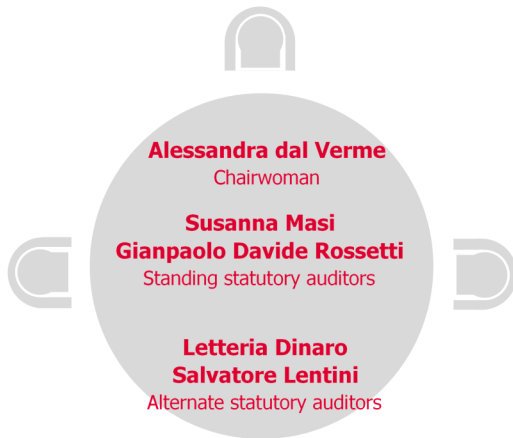 Alessandra dal Verme
Chairwoman
Susanna Masi
Gianpaolo Davide Rossetti
Standing statutory auditors
Letteria Dinaro
Salvatore Lentini
Alternate statutory auditors